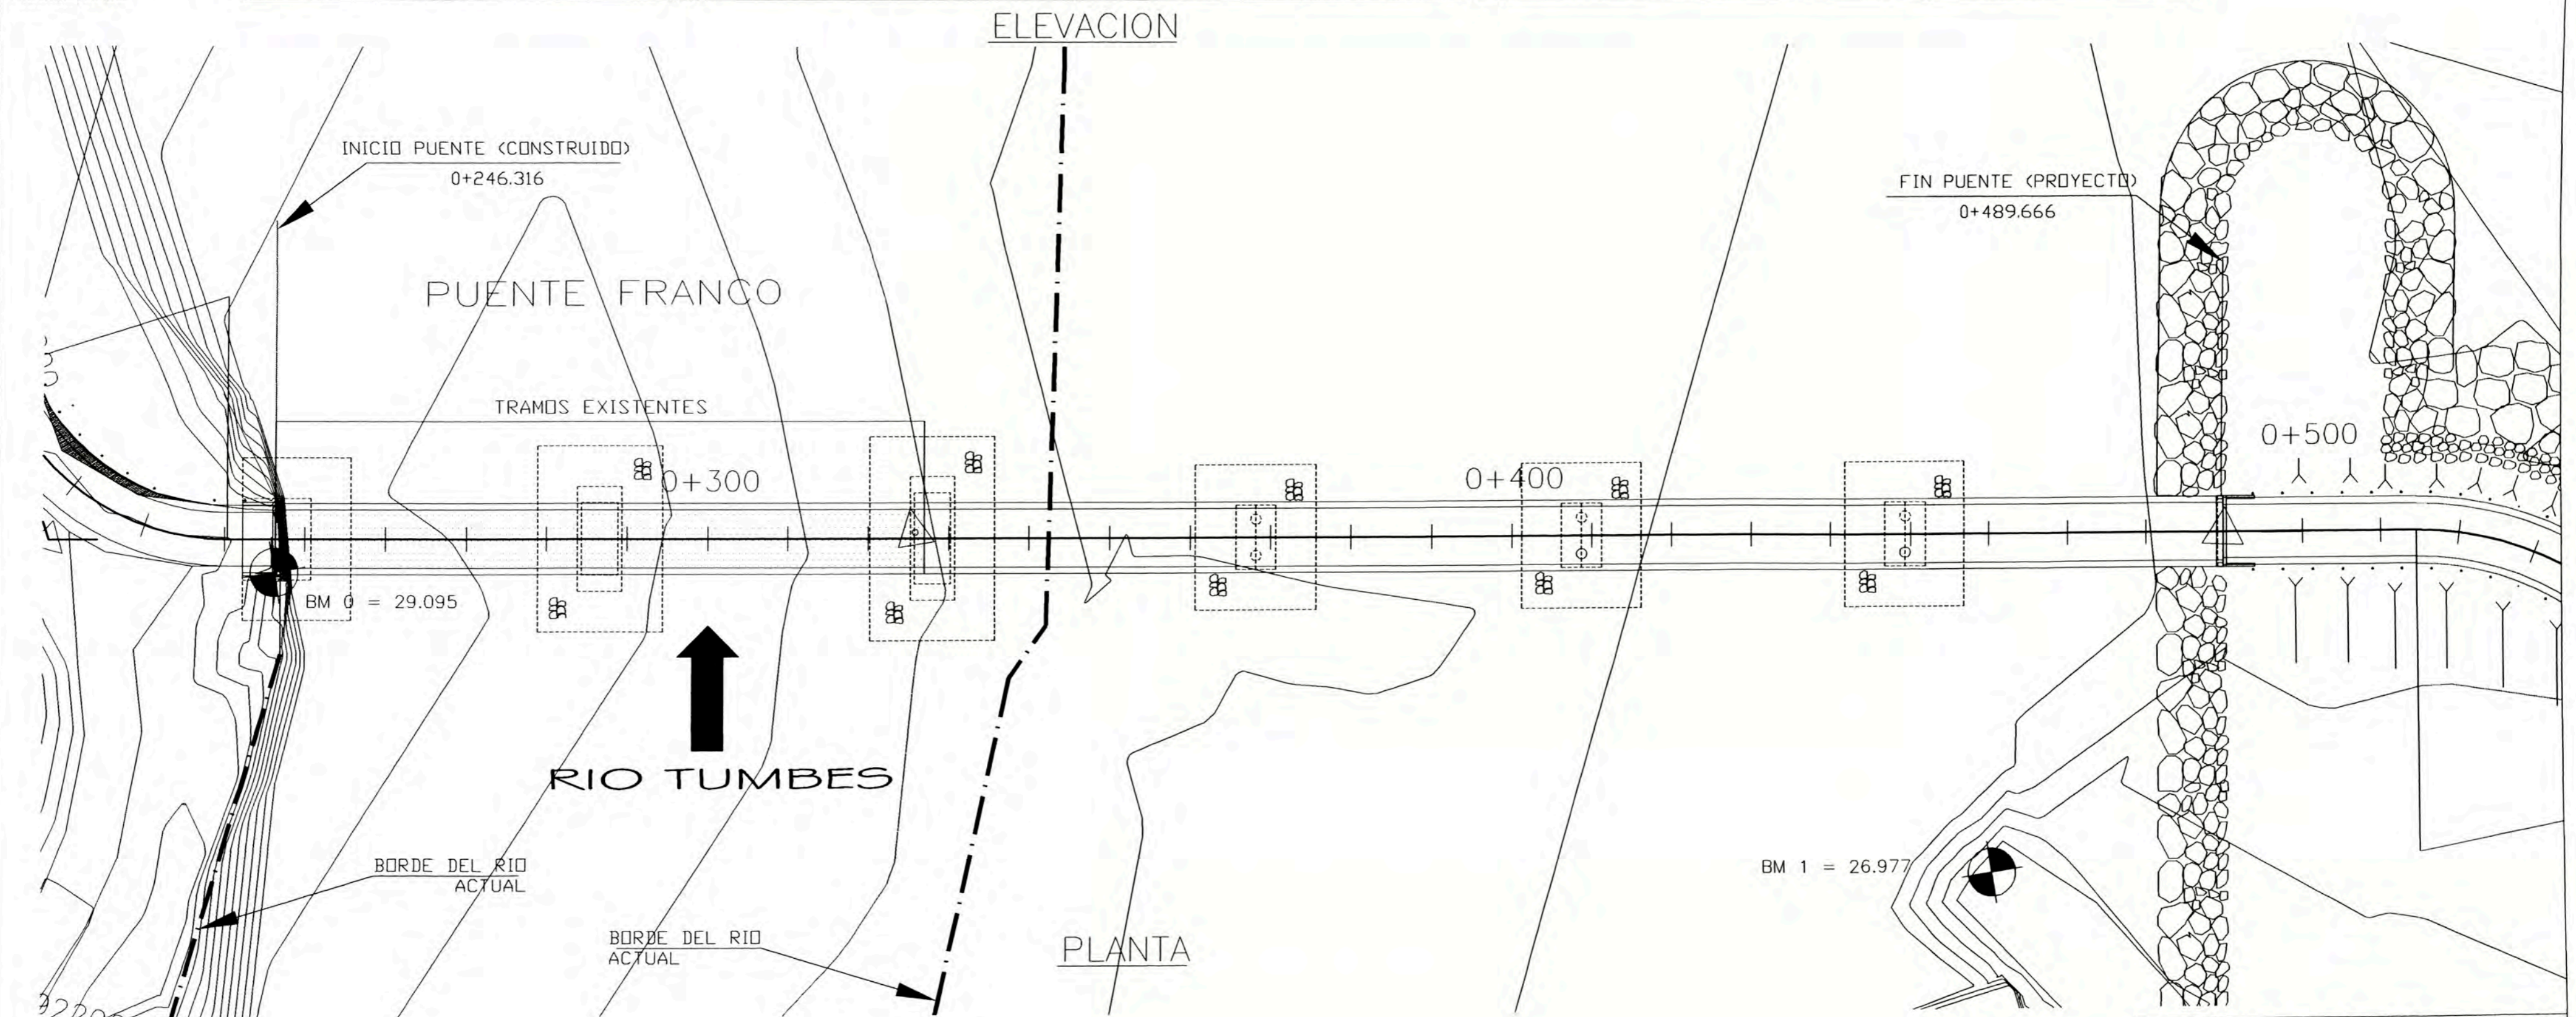 ELEVACION
INICIO PUENTE (CONSTRUIDO)
0+246.316
FIN PUENTE (PROYECTO)
0+489.666
PUENTE FRANCO
TRAMOS EXISTENTES
0+300
0+400
0+500
BM 0 = 29.095
RIO TUMBES
BORDE DEL RIO
ACTUAL
BM 1 = 26.977
BORDE DEL RIO
ACTUAL
PLANTA